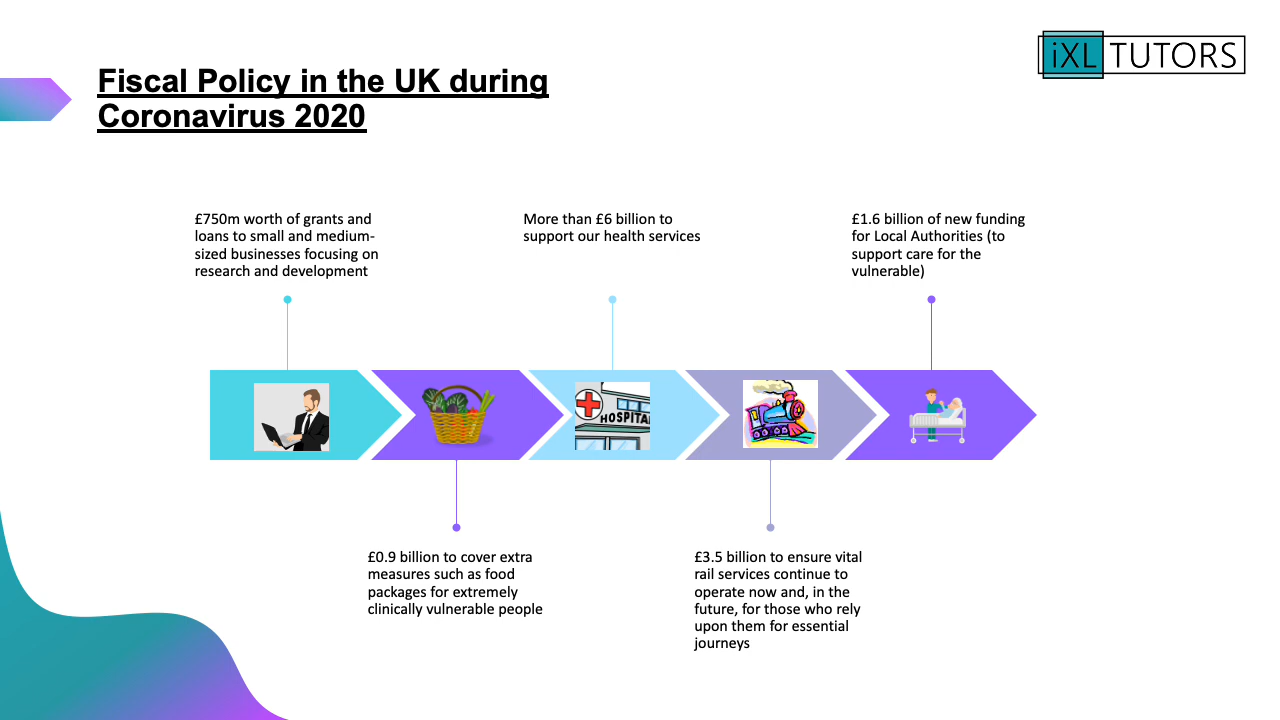 iXL TUTORS
Fiscal Policy in the UK during
Coronavirus 2020
£750m worth of grants and
loans to small and medium-
sized businesses focusing on
research and development
More than £6 billion to
support our health services
£1.6 billion of new funding
for Local Authorities (to
support care for the
vulnerable)
HOSPITA
£0.9 billion to cover extra
measures such as food
packages for extremely
clinically vulnerable people
£3.5 billion to ensure vital
rail services continue to
operate now and, in the
future, for those who rely
upon them for essential
journeys